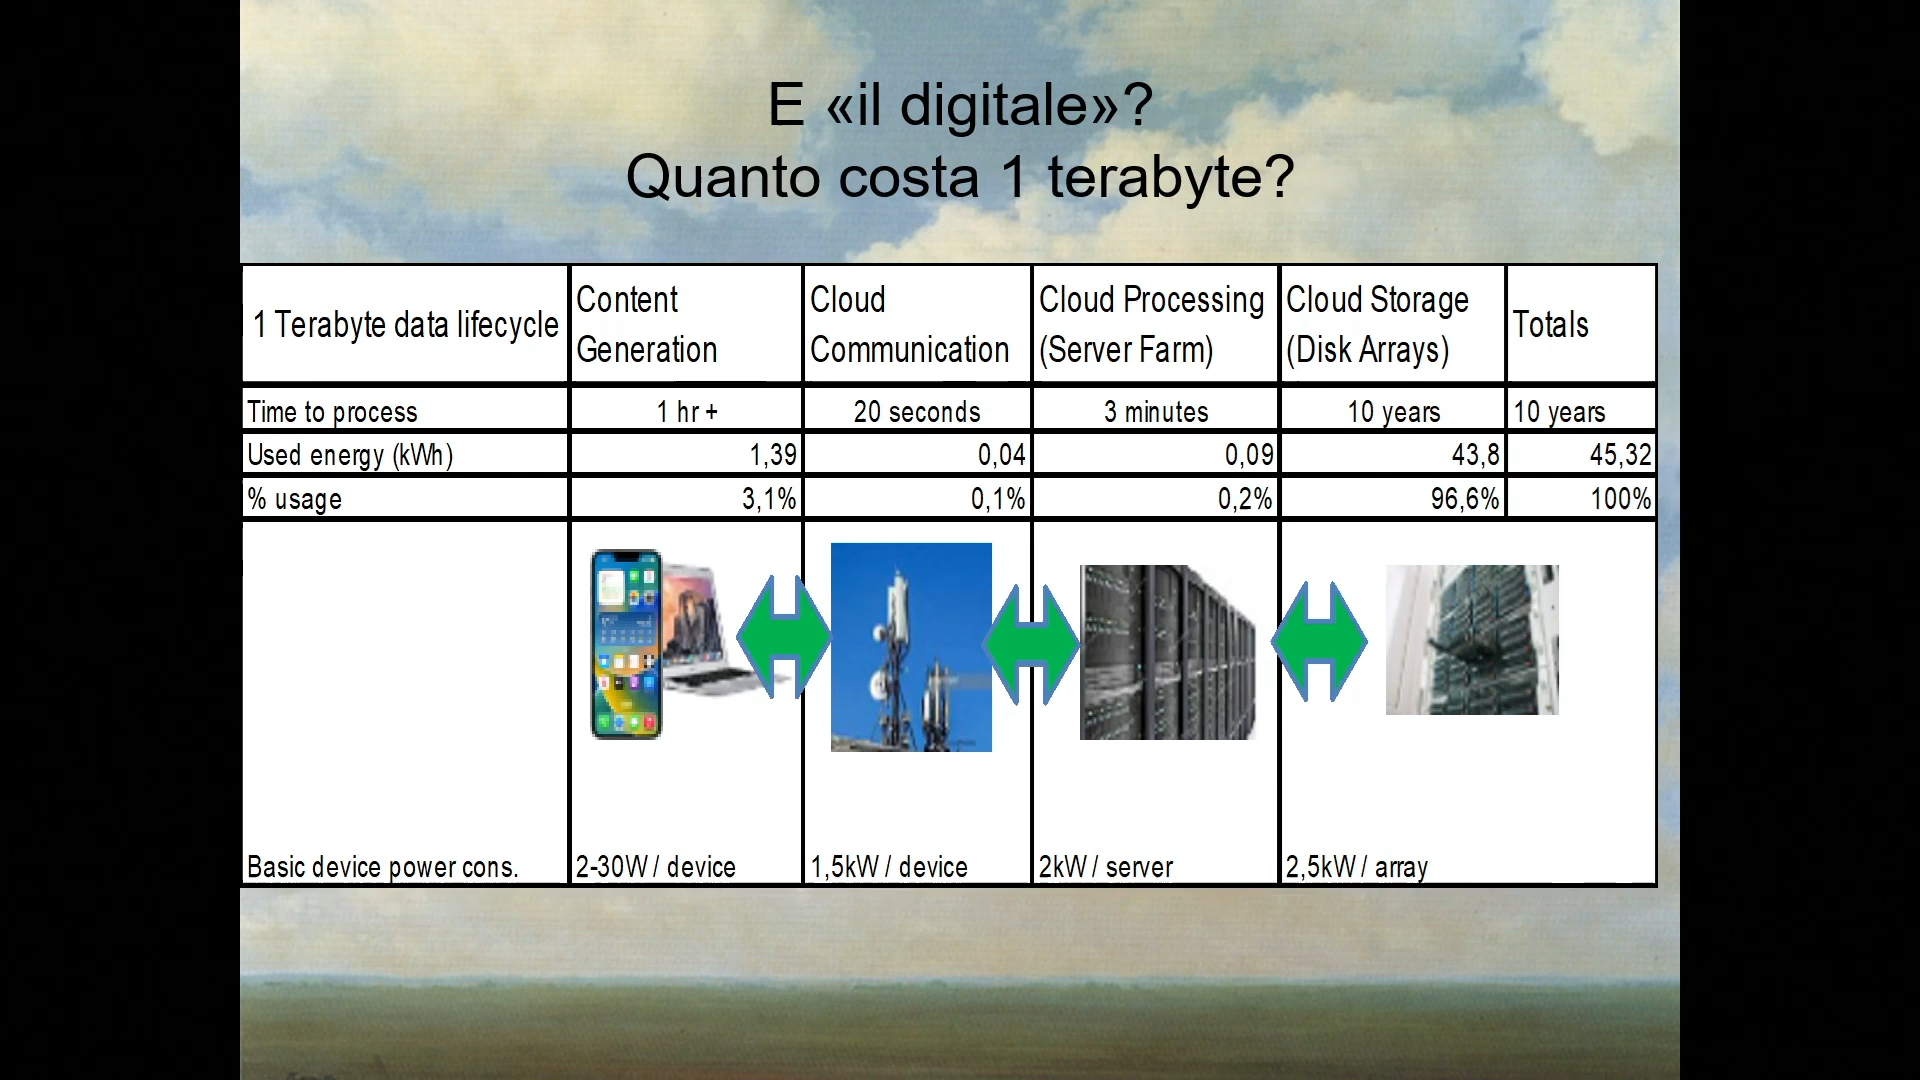 E «il digitale»?
Quanto costa 1 terabyte?
1 Terabyte data lifecycle
Content
Generation
Cloud
Communication
Cloud Processing
(Server Farm)
Cloud Storage
(Disk Arrays)
Totals
Time to process
1 hr +
20 seconds
3 minutes
10 years
10 years
Used energy (kWh)
1,39
0,04
0,09
43,8
45,32
% usage
3,1%
0,1%
0,2%
96,6%
100%
Basic device power cons.
2-30W / device
1,5kW / device
2kW / server
2,5kW / array